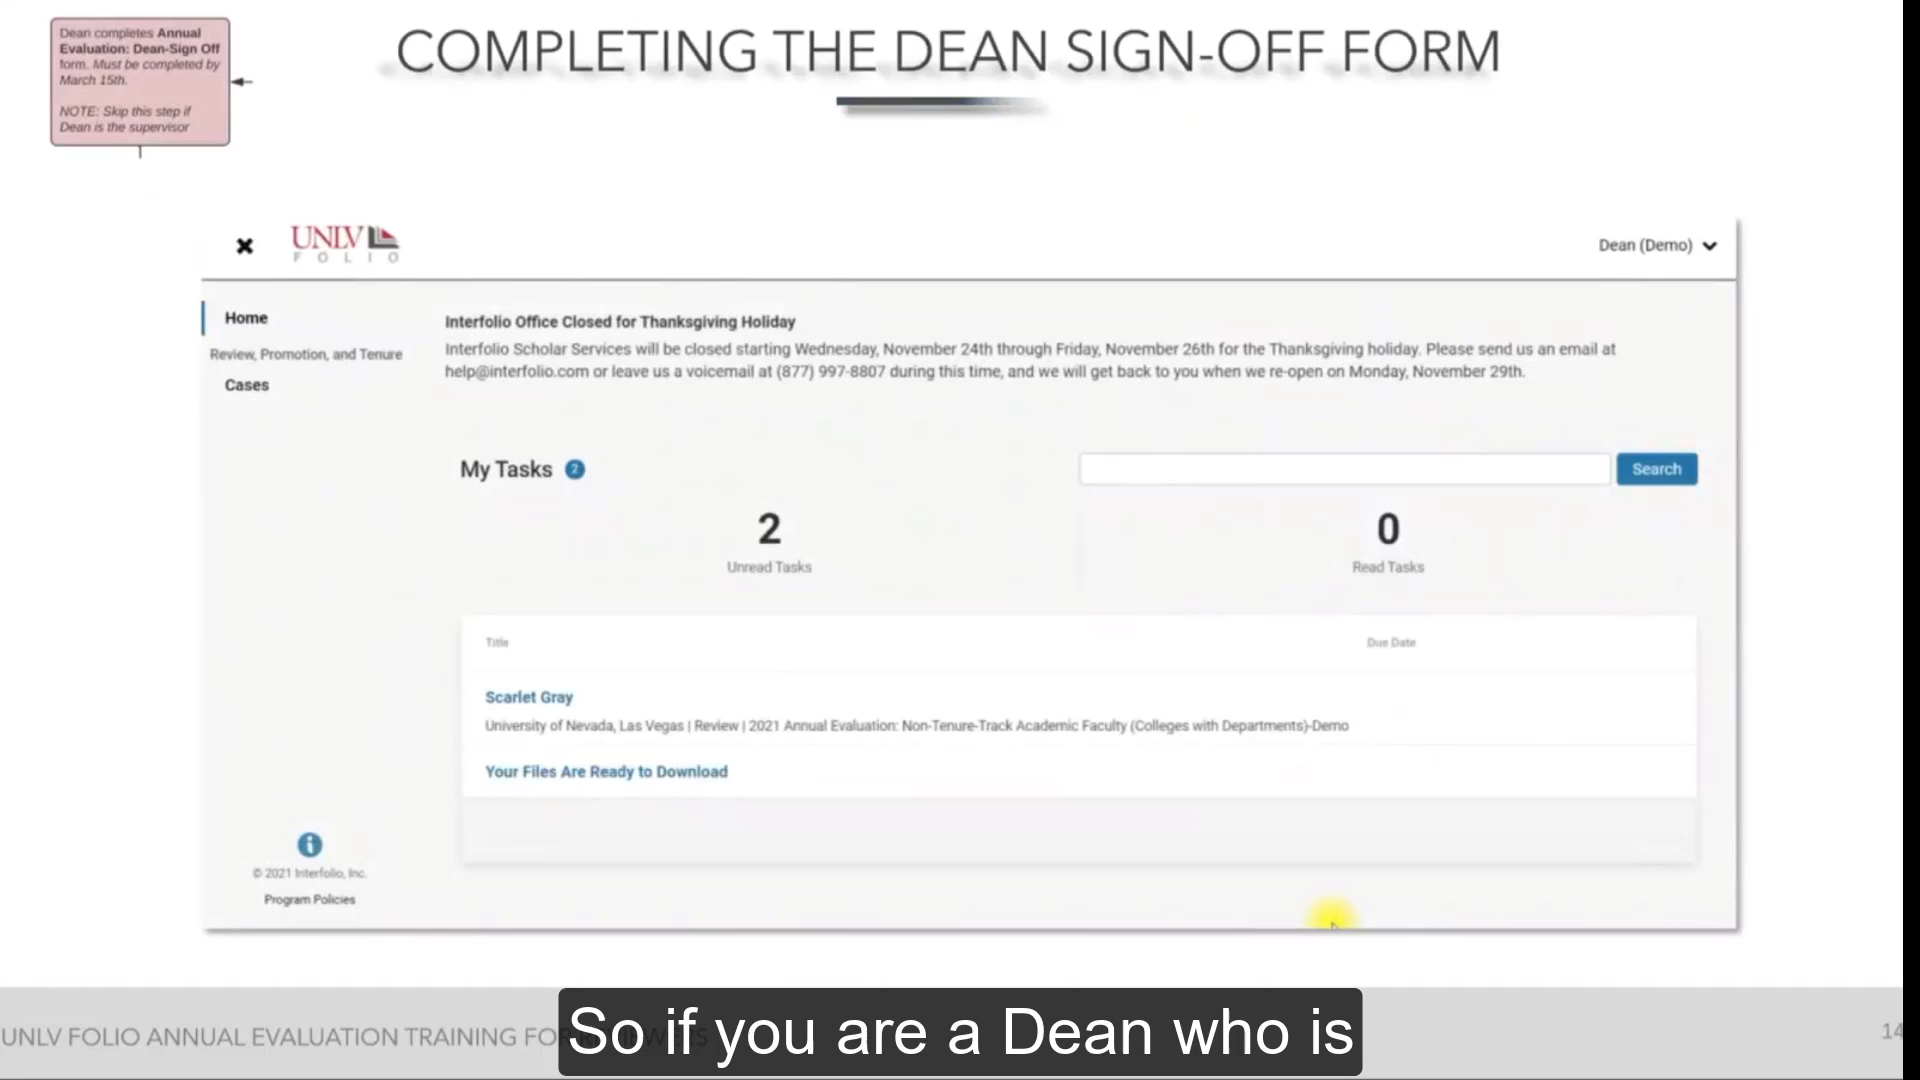 Dean completes Annual
Evaluation: Dean-Sign Off
form. Must be completed by
March 15th.
NOTE: Skip this step if
Dean is the supervisor
COMPLETING THE DEAN SIGN-OFF FORM
UNLV
FOLIO
Dean (Demo)
Home
Review, Promotion, and Tenure
Cases
Interfolio Office Closed for Thanksgiving Holiday
Interfolio Scholar Services will be closed starting Wednesday, November 24th through Friday, November 26th for the Thanksgiving holiday. Please send us an email at
help@interfolio.com or leave us a voicemail at (877) 997-8807 during this time, and we will get back to you when we re-open on Monday, November 29th.
My Tasks 2
Search
2
Unread Tasks
0
Read Tasks
Title
Due Date
Scarlet Gray
University of Nevada, Las Vegas | Review | 2021 Annual Evaluation: Non-Tenure-Track Academic Faculty (Colleges with Departments)-Demo
Your Files Are Ready to Download
© 2021 Interfolio, Inc.
Program Policies
UNLV FOLIO ANNUAL EVALUATION TRAINING FOR REVIEWERS
14
So if you are a Dean who is